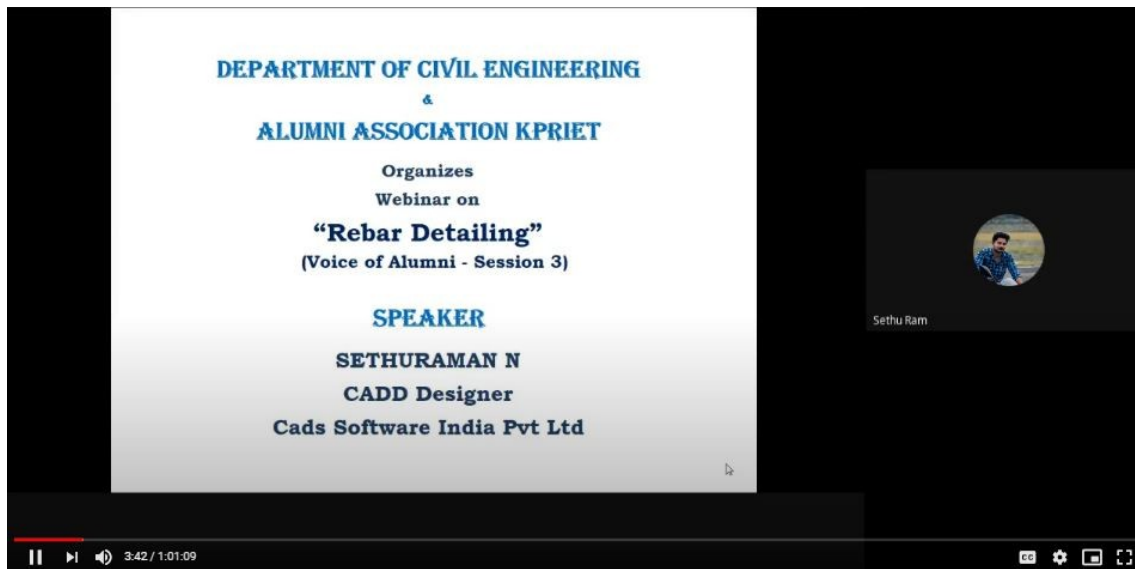 DEPARTMENT OF CIVIL ENGINEERING
&
ALUMNI ASSOCIATION KPRIET
Organizes
Webinar on
“Rebar Detailing”
(Voice of Alumni - Session 3)
SPEAKER
SETHURAMAN N
CADD Designer
Cads Software India Pvt Ltd
Sethu Ram
3:42 / 1:01:09
CC